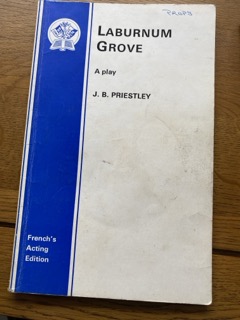 LABURNUM
GROVE
A play
J. B. PRIESTLEY
French's
Acting
Edition